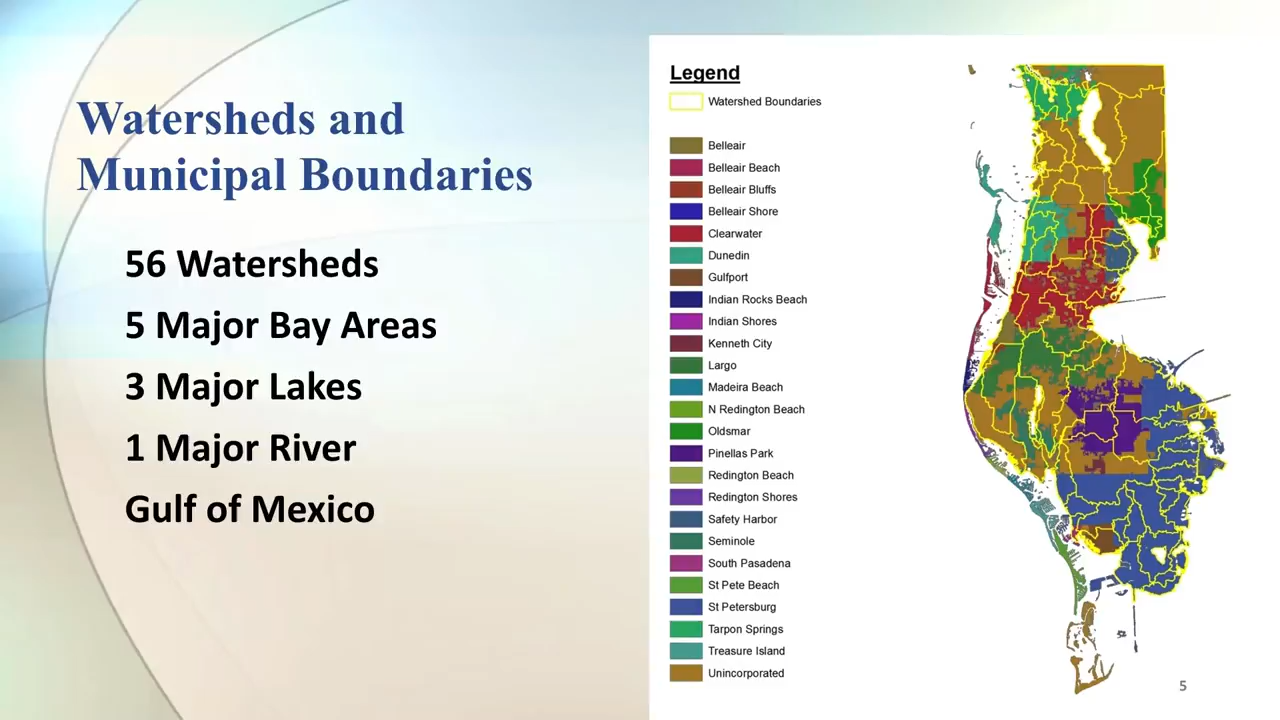 Watersheds and
Municipal Boundaries
56 Watersheds
5 Major Bay Areas
3 Major Lakes
1 Major River
Gulf of Mexico
Legend
Watershed Boundaries
Belleair
Belleair Beach
Belleair Bluffs
Belleair Shore
Clearwater
Dunedin
Gulfport
Indian Rocks Beach
Indian Shores
Kenneth City
Largo
Madeira Beach
N Redington Beach
Oldsmar
Pinellas Park
Redington Beach
Redington Shores
Safety Harbor
Seminole
South Pasadena
St Pete Beach
St Petersburg
Tarpon Springs
Treasure Island
Unincorporated
5